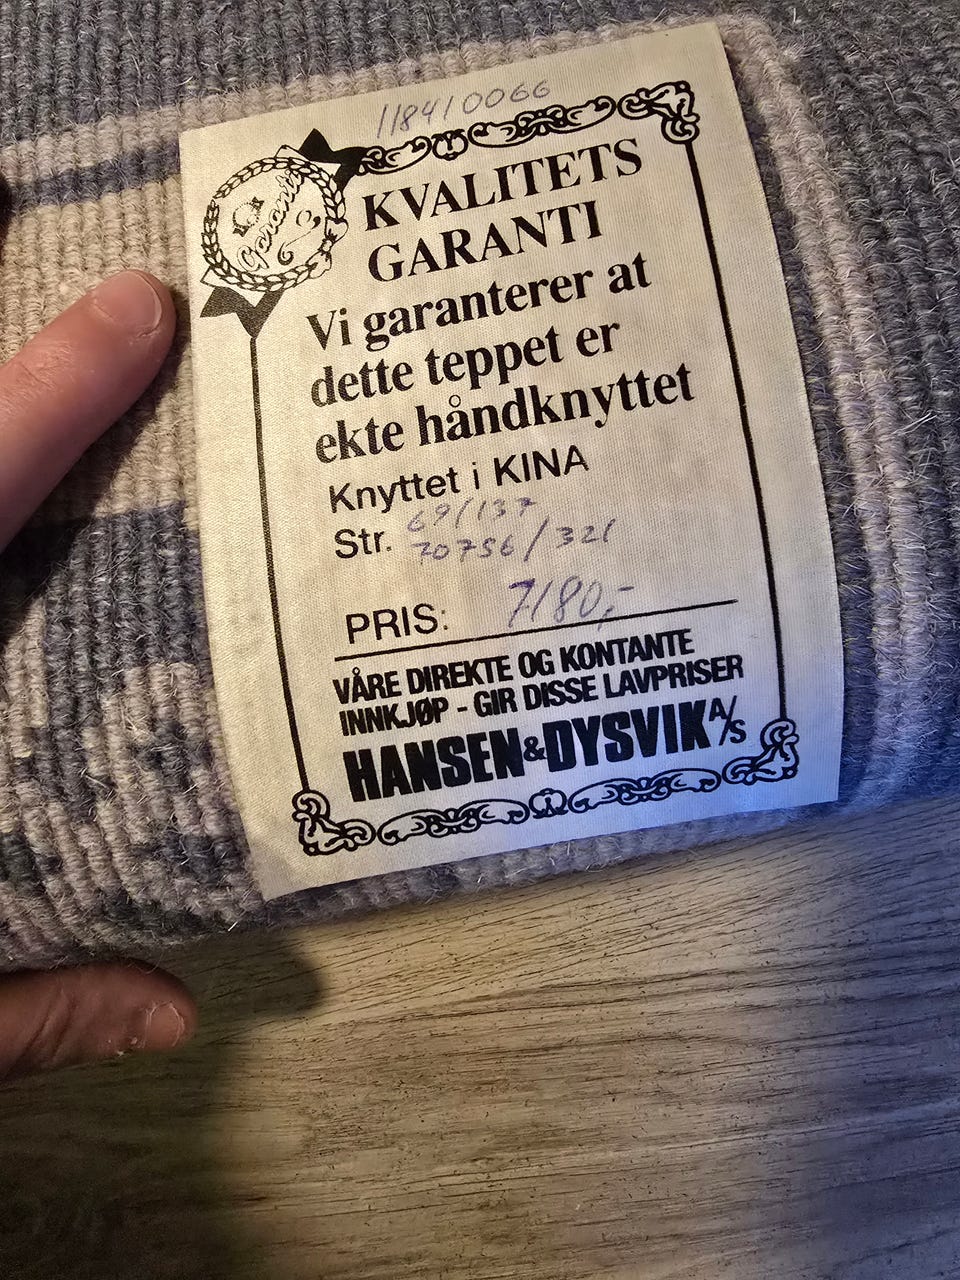 118410066
Garanti
KVALITETS
GARANTI
Vi garanterer at
dette teppet er
ekte håndknyttet
Knyttet i KINA
69/137
Str. 70756/321
PRIS: 7180,-
VÅRE DIREKTE OG KONTANTE
INNKJØP - GIR DISSE LAVPRISER
HANSEN & DYSVIK A/S